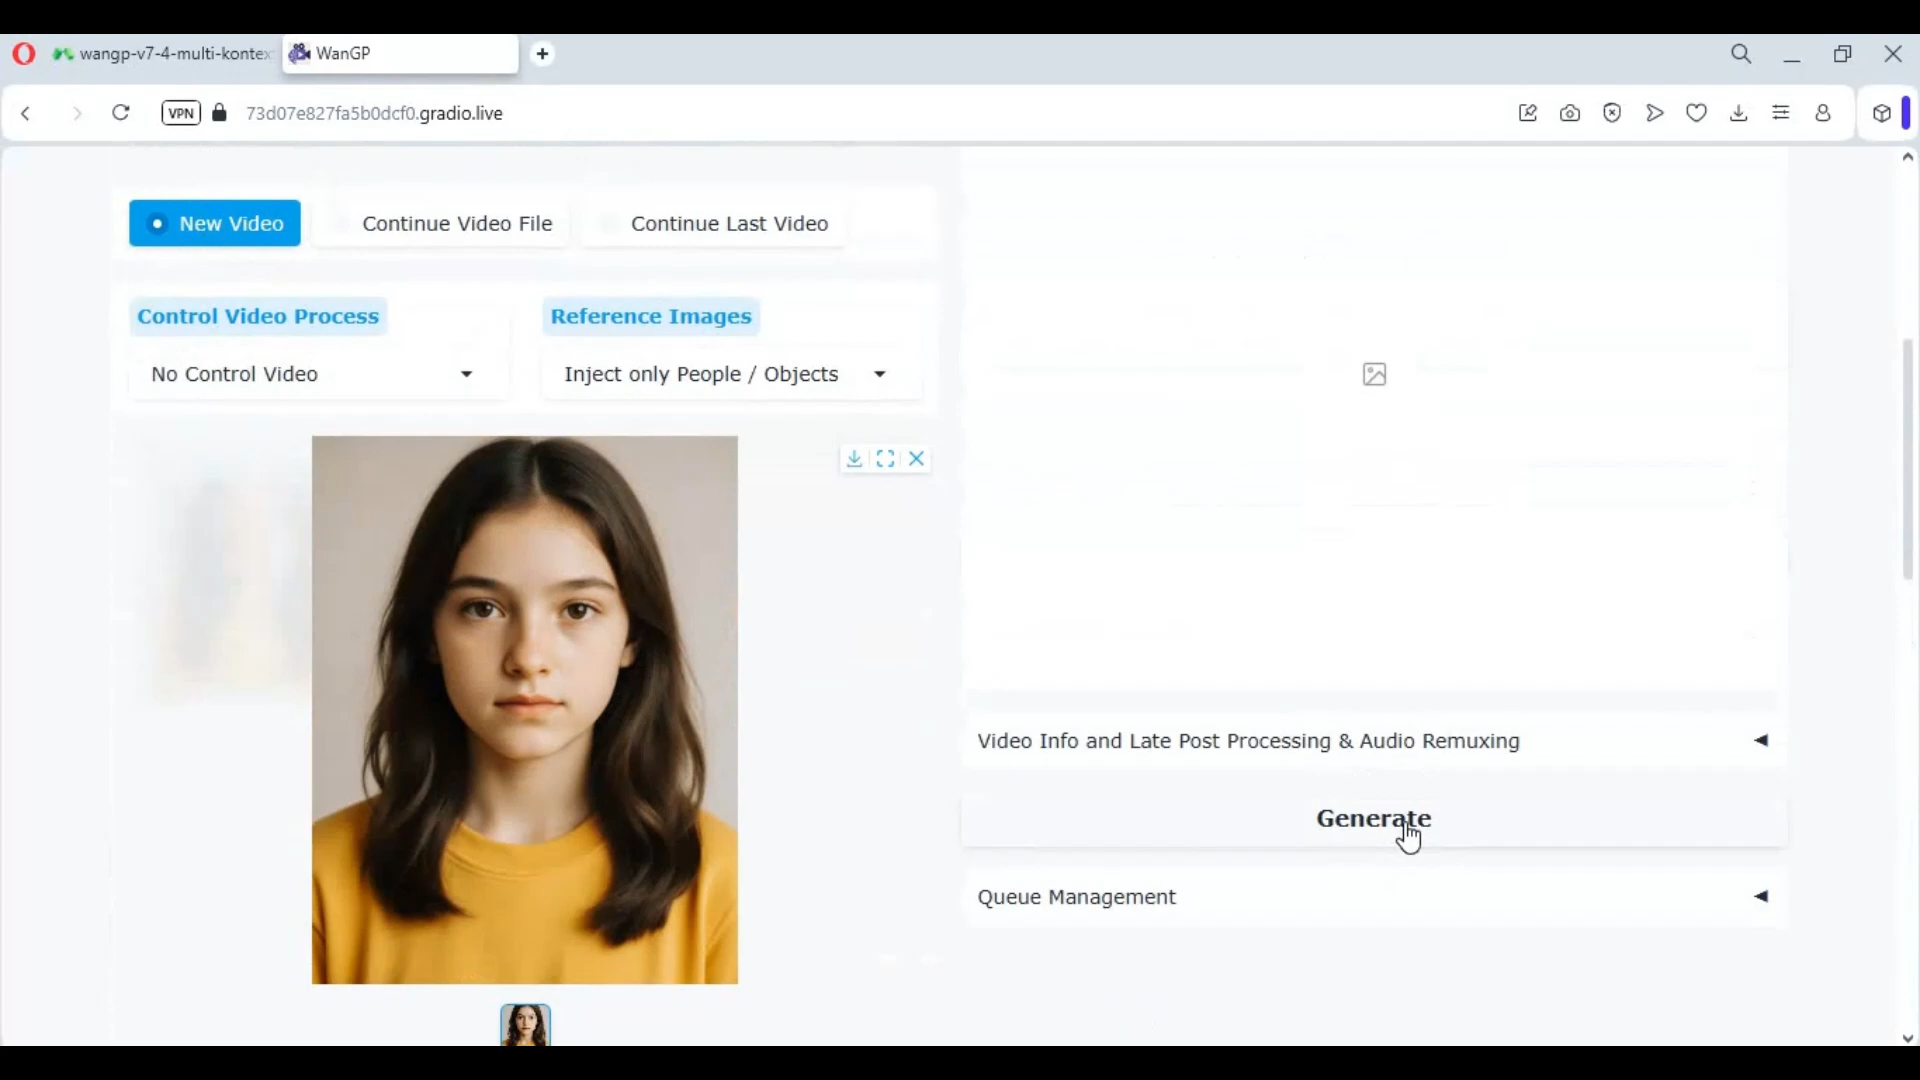 wangp-v7-4-multi-kontex
WanGP
VPN
73d07e827fa5b0dcf0.gradio.live
New Video
Continue Video File
Continue Last Video
Control Video Process
Reference Images
No Control Video
Inject only People / Objects
Video Info and Late Post Processing & Audio Remuxing
Generate
Queue Management